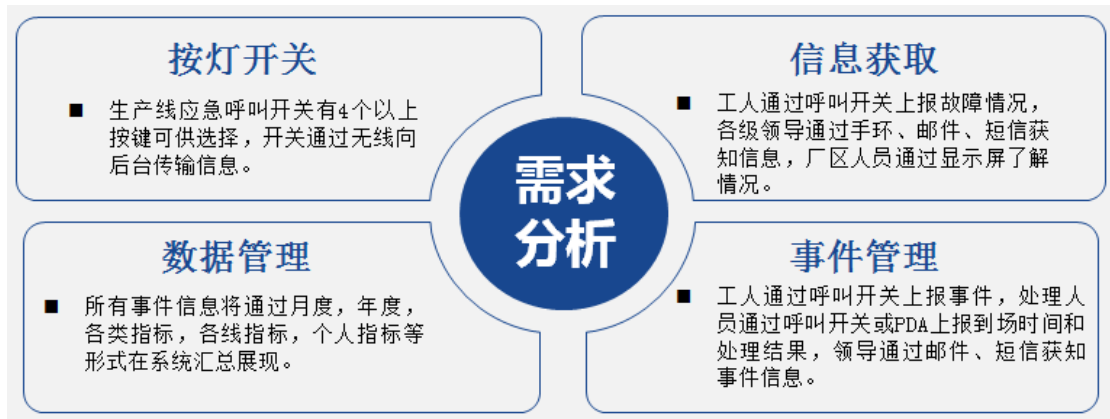 按灯开关
■ 生产线应急呼叫开关有4个以上
按键可供选择，开关通过无线向
后台传输信息。
信息获取
■ 工人通过呼叫开关上报故障情况，
各级领导通过手环、邮件、短信获
知信息，厂区人员通过显示屏了解
情况。
需求
分析
数据管理
■ 所有事件信息将通过月度，年度，
各类指标，各线指标，个人指标等
形式在系统汇总展现。
事件管理
■ 工人通过呼叫开关上报事件，处理人
员通过呼叫开关或PDA上报到场时间和
处理结果，领导通过邮件、短信获知
事件信息。